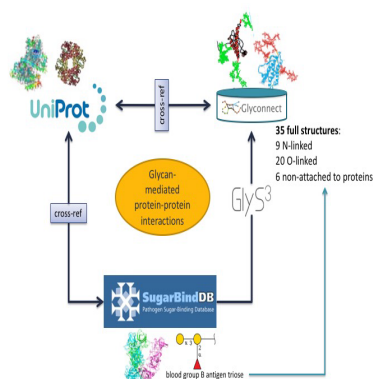 UniProt
cross-ref
Glyconnect
35 full structures:
9 N-linked
20 O-linked
6 non-attached to proteins
Glycan-
mediated
protein-protein
interactions
GlyS3
cross-ref
SugarBindDB
Pathogen Sugar-Binding Database
blood group B antigen triose